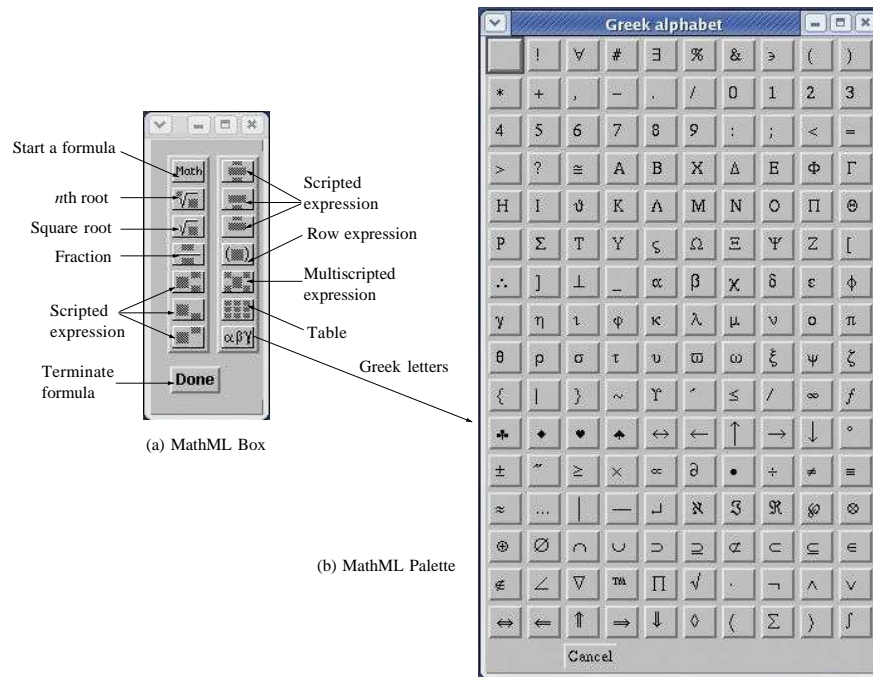 Start a formula
nth root
Square root
Fraction
Scripted
expression
Terminate
formula
Math
αβγ
Done
Scripted
expression
Row expression
Multiscripted
expression
Table
Greek letters
(a) MathML Box
(b) MathML Palette
Greek alphabet
! ∀ # ∃ % & ∋ ( )
* + , − . / 0 1 2 3
4 5 6 7 8 9 : ; < =
> ? ≅ Α Β Χ Δ Ε Φ Γ
Η Ι ϑ Κ Λ Μ Ν Ο Π Θ
Ρ Σ Τ Υ ς Ω Ξ Ψ Ζ [
∴ ] ⊥ _ α β χ δ ε ϕ
γ η ι φ κ λ μ ν ο π
θ ρ σ τ υ ϖ ω ξ ψ ζ
{ | } ~ ϒ ′ ≤ / ∞ ƒ
♣ ♦ ♥ ♠ ↔ ← ↑ → ↓ °
± ″ ≥ × ∝ ∂ • ÷ ≠ ≡
≈ … | — ↵ ℵ ℑ ℜ ℘ ⊗
⊕ ∅ ∩ ∪ ⊃ ⊇ ⊄ ⊂ ⊆ ∈
∉ ∠ ∇ ™ ∏ √ · ¬ ∧ ∨
⇔ ⇐ ⇑ ⇒ ⇓ ◊ ⟨ Σ ⟩ ∫
Cancel